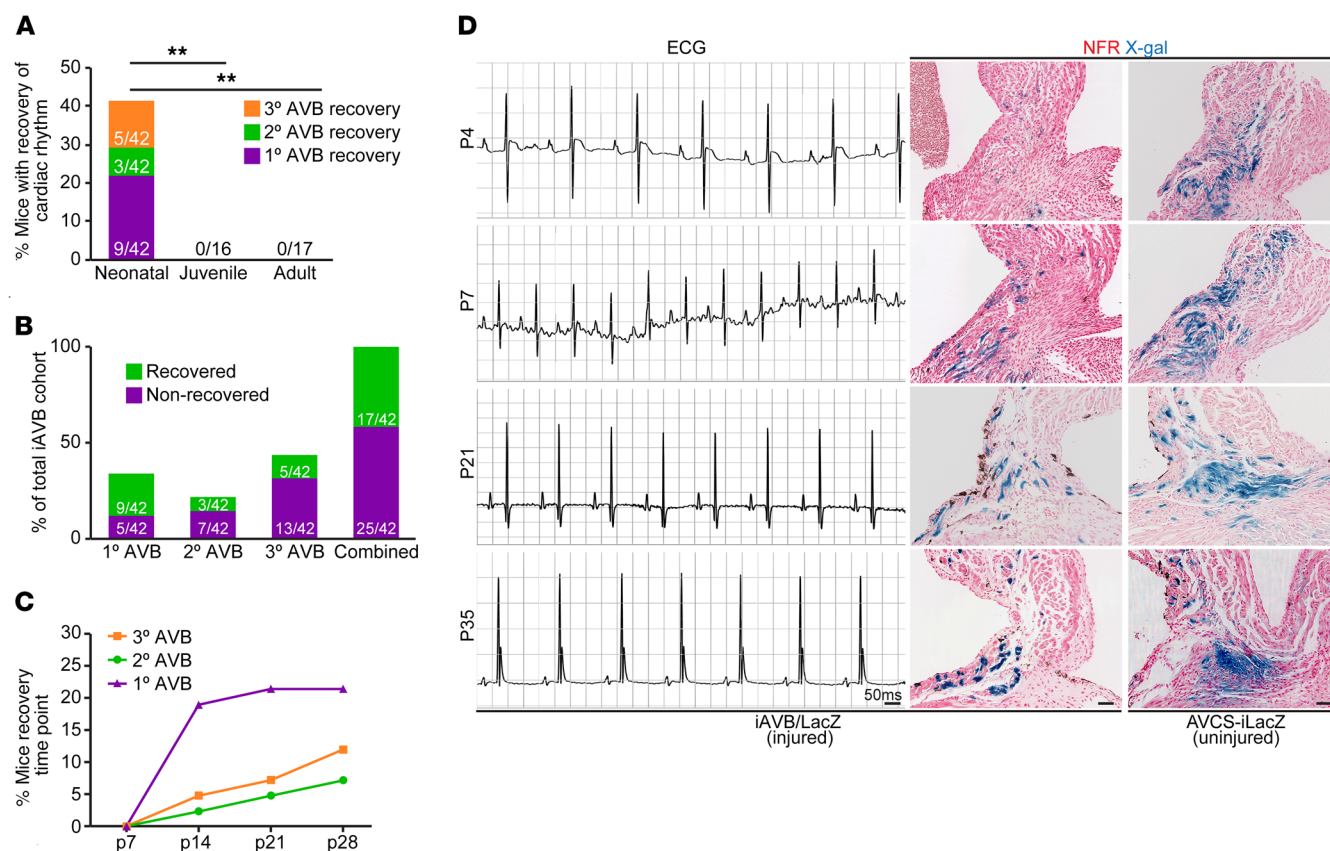 A
% Mice with recovery of
cardiac rhythm
50
40
30
20
10
0
**
**
3º AVB recovery
2º AVB recovery
1º AVB recovery
5/42
3/42
9/42
0/16
0/17
Neonatal Juvenile Adult
B
% of total iAVB cohort
100
50
0
Recovered
Non-recovered
9/42
5/42
3/42
7/42
5/42
13/42
17/42
25/42
1º AVB 2º AVB 3º AVB Combined
C
% Mice recovery
time point
30
25
20
15
10
5
0
3º AVB
2º AVB
1º AVB
p7 p14 p21 p28
D
ECG
NFR X-gal
P4
P7
P21
P35
50ms
iAVB/LacZ
(injured)
AVCS-iLacZ
(uninjured)